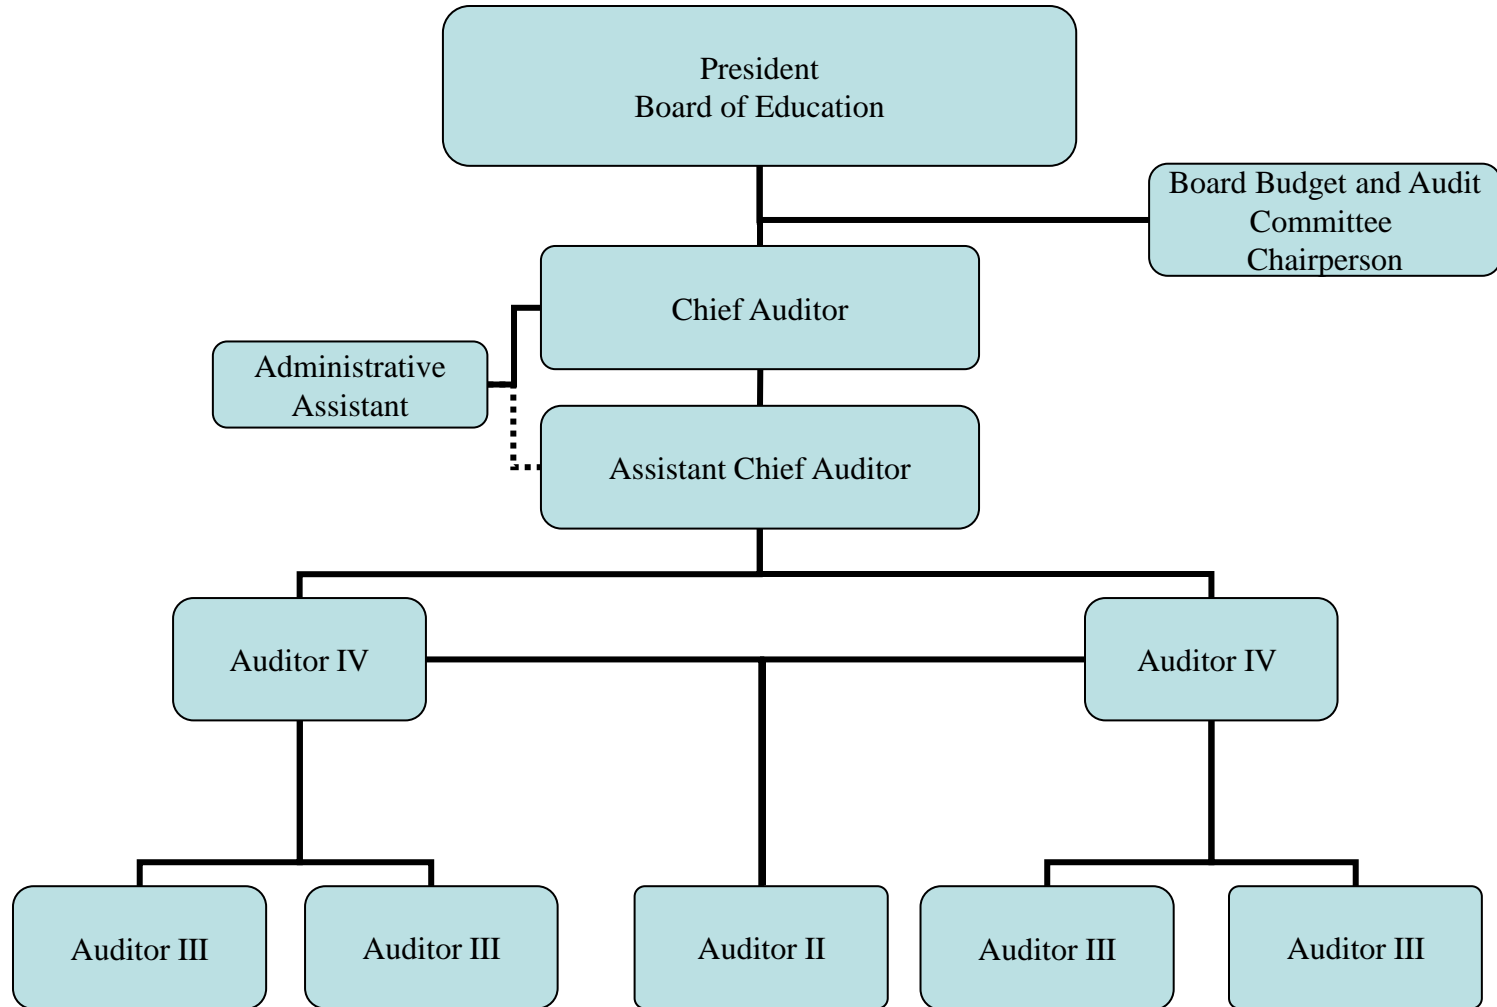 President
Board of Education
Board Budget and Audit
Committee
Chairperson
Chief Auditor
Administrative
Assistant
Assistant Chief Auditor
Auditor IV
Auditor IV
Auditor III
Auditor III
Auditor II
Auditor III
Auditor III